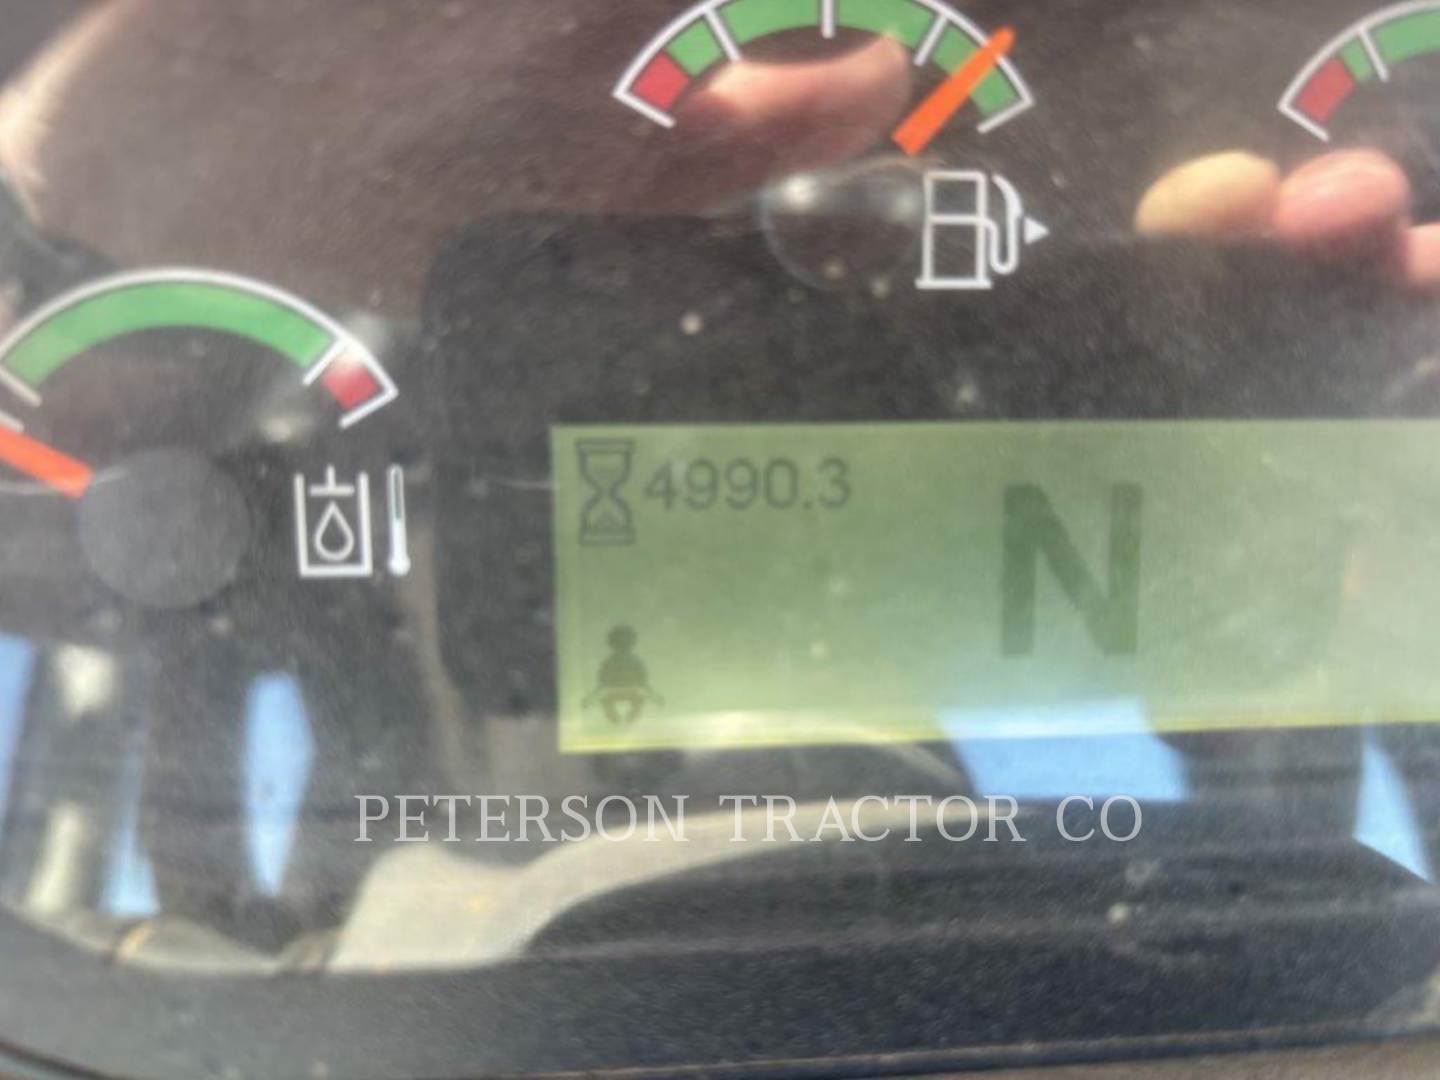 4990.3
N
PETERSON TRACTOR CO